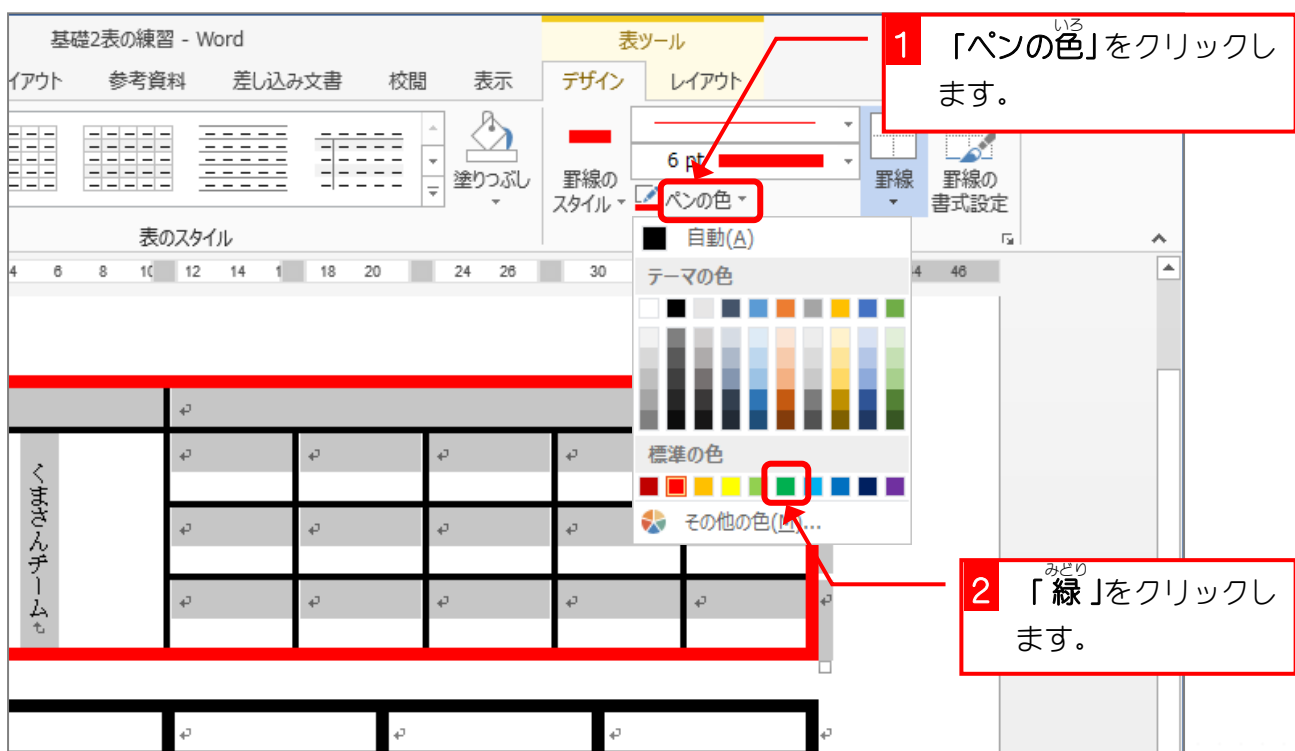 基礎2表の練習 - Word
表ツール
イアウト 参考資料 差し込み文書 校閲 表示 デザイン レイアウト
6 pt
塗りつぶし
罫線の
スタイル
ペンの色
罫線
罫線の
書式設定
表のスタイル
自動(A)
4 6 8 10 12 14 1 18 20 24 26 30 4 46
テーマの色
標準の色
その他の色(M)...
くまさんチーム
1 「ペンの色」をクリックし
いろ
ます。
2 「緑」をクリックし
みどり
ます。